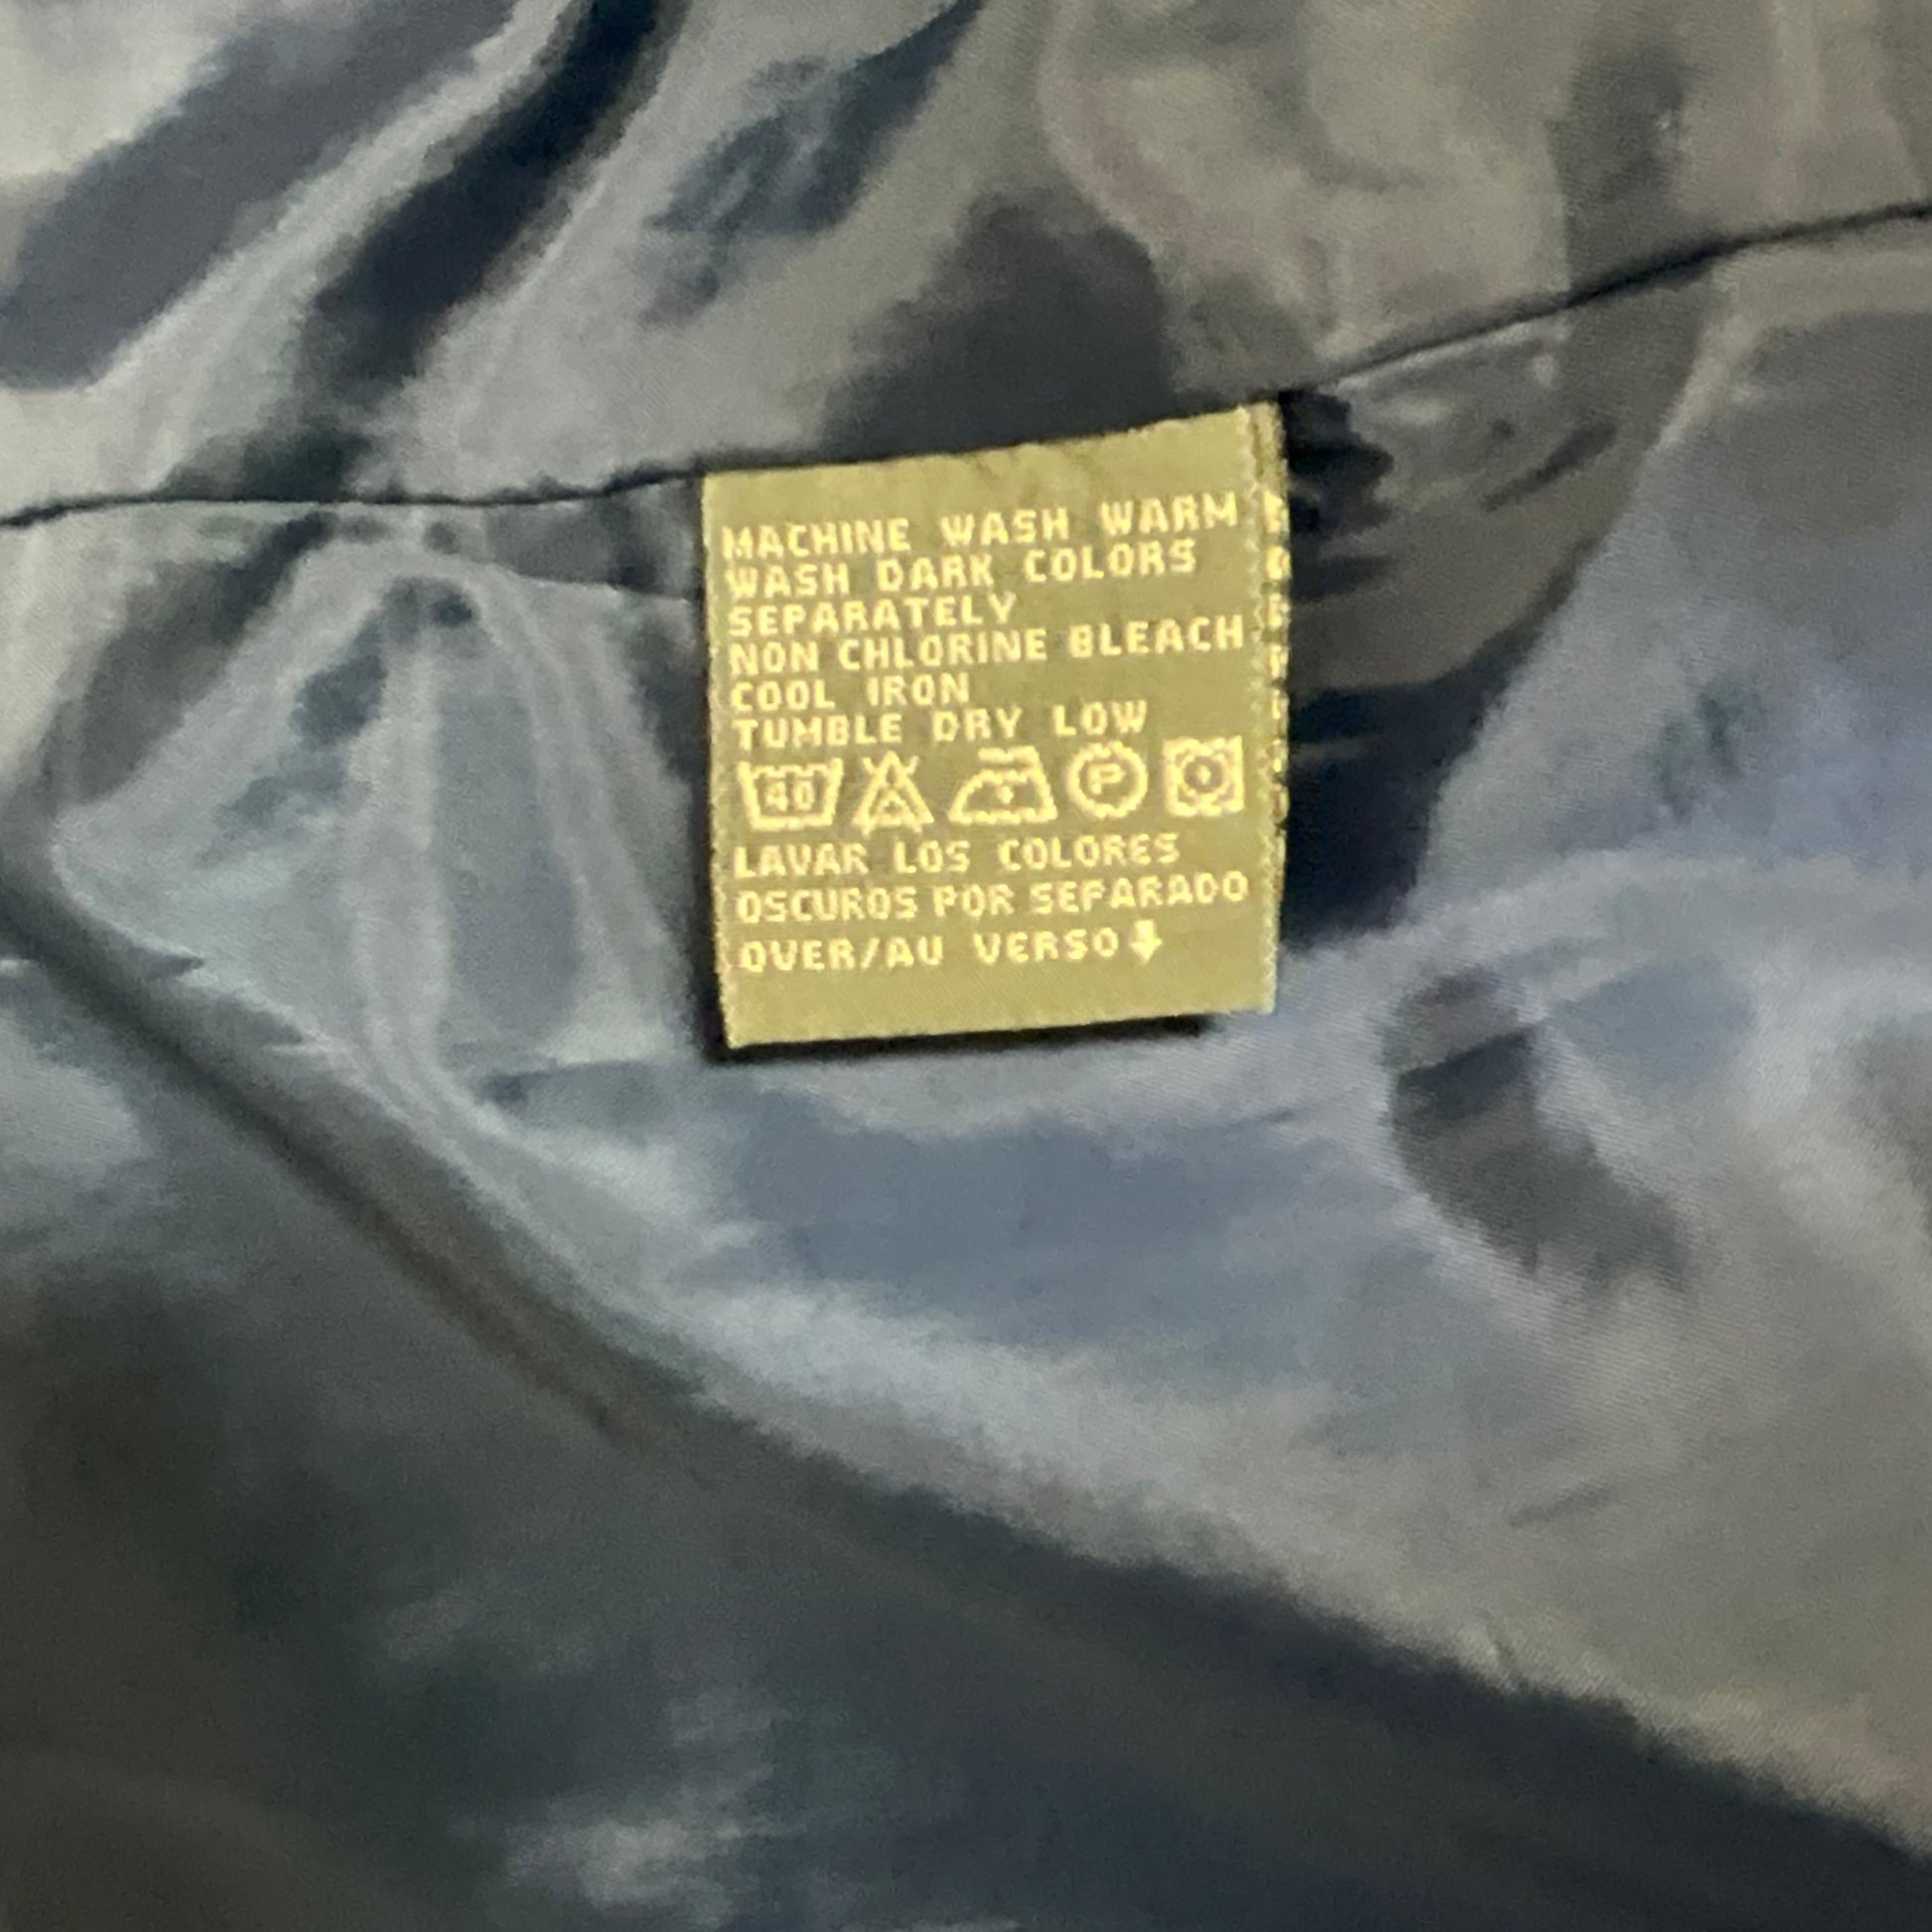 MACHINE WASH WARM
WASH DARK COLORS
SEPARATELY
NON CHLORINE BLEACH
COOL IRON
TUMBLE DRY LOW
40 P
LAVAR LOS COLORES
OSCUROS POR SEPARADO
OVER/AU VERSO